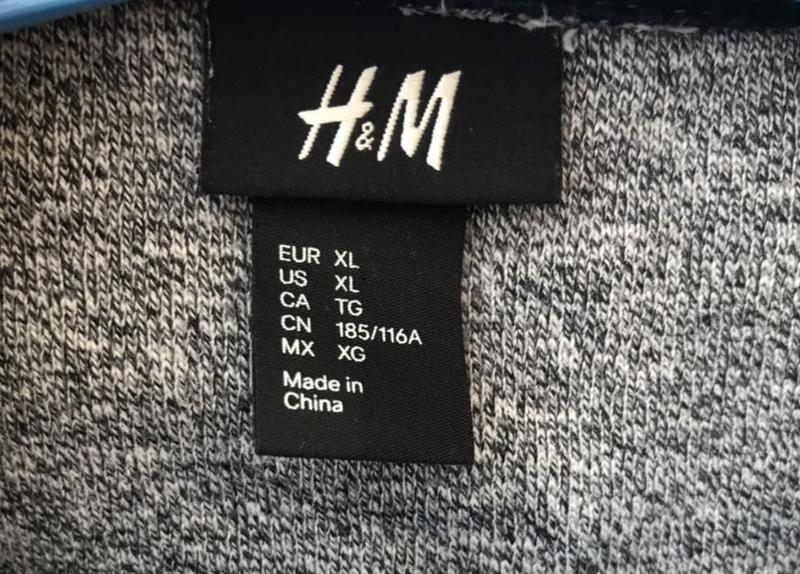 H&M
EUR XL
US XL
CA TG
CN 185/116A
MX XG
Made in
China